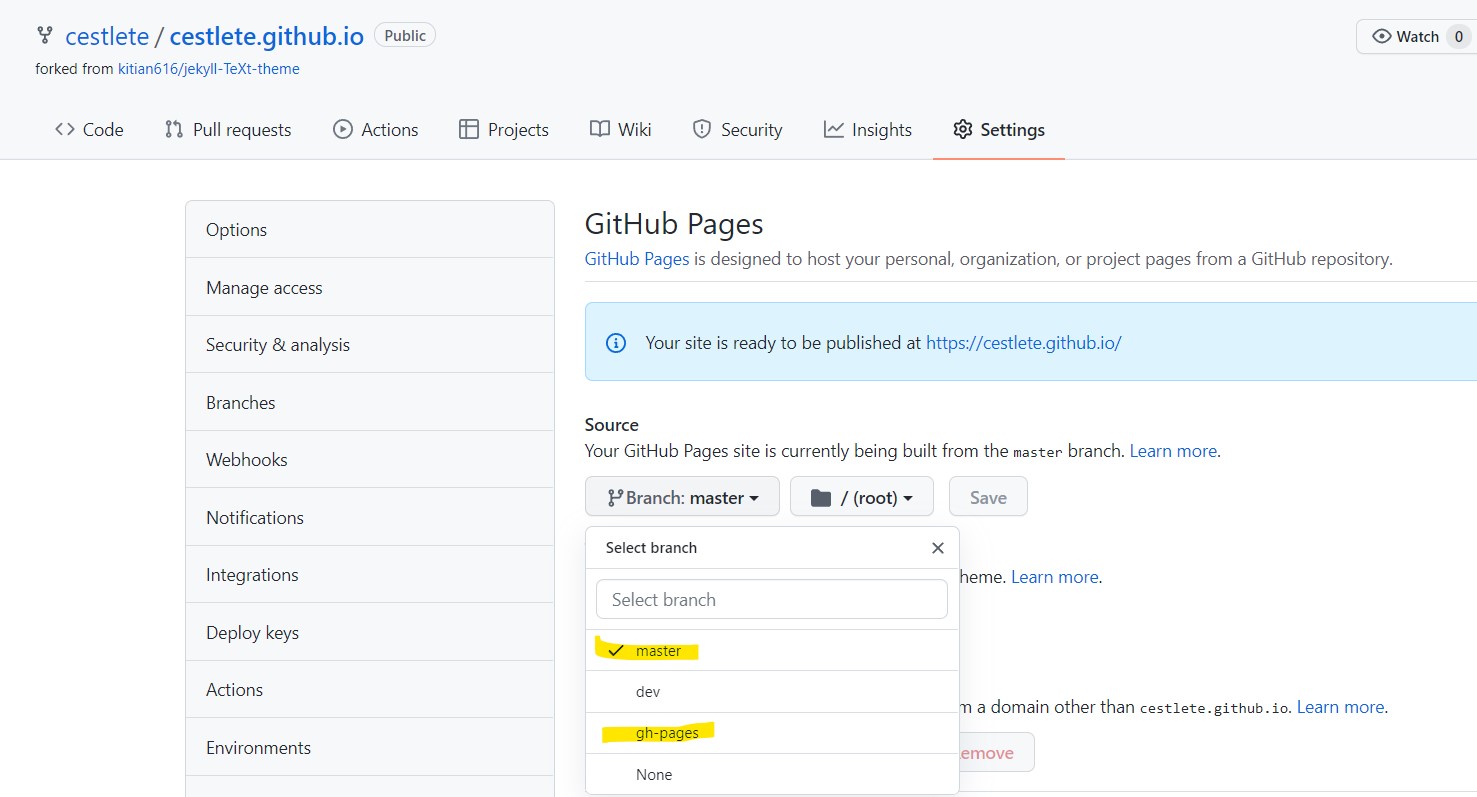 cestlete / cestlete.github.io Public
Watch 0
forked from kitian616/jekyll-TeXt-theme
Code Pull requests Actions Projects Wiki Security Insights Settings
Options
Manage access
Security & analysis
Branches
Webhooks
Notifications
Integrations
Deploy keys
Actions
Environments
GitHub Pages
GitHub Pages is designed to host your personal, organization, or project pages from a GitHub repository.
Your site is ready to be published at https://cestlete.github.io/
Source
Your GitHub Pages site is currently being built from the master branch. Learn more.
Branch: master / (root) Save
Select branch
Select branch
master
dev
gh-pages
None
Learn more.
m a domain other than cestlete.github.io. Learn more.